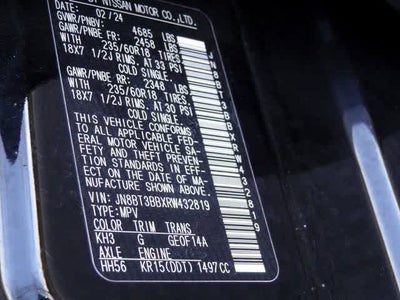 OF NISSAN MOTOR CO.,LTD.
DATE: 02/24
GVWR/PNBV: 4685 LBS
GAWR/PNBE FR: 2458 LBS
WITH 235/60R18 TIRES,
18X7 1/2J RIMS, AT 33 PSI
COLD SINGLE.
GAWR/PNBE RR: 2348 LBS
WITH 235/60R18 TIRES,
18X7 1/2J RIMS, AT 30 PSI
COLD SINGLE.
THIS VEHICLE CONFORMS
TO ALL APPLICABLE FED-
ERAL MOTOR VEHICLE SA-
FETY AND THEFT PREVEN-
TION STANDARDS IN EFF-
ECT ON THE DATE OF MA-
NUFACTURE SHOWN ABOVE.
VIN: JN8BT3BBXRW432819
TYPE: MPV
COLOR TRIM TRANS
KH3 G GE0F14A
AXLE ENGINE
HH56 KR15(DDT) 1497CC
JN8BT3BBXRW432819